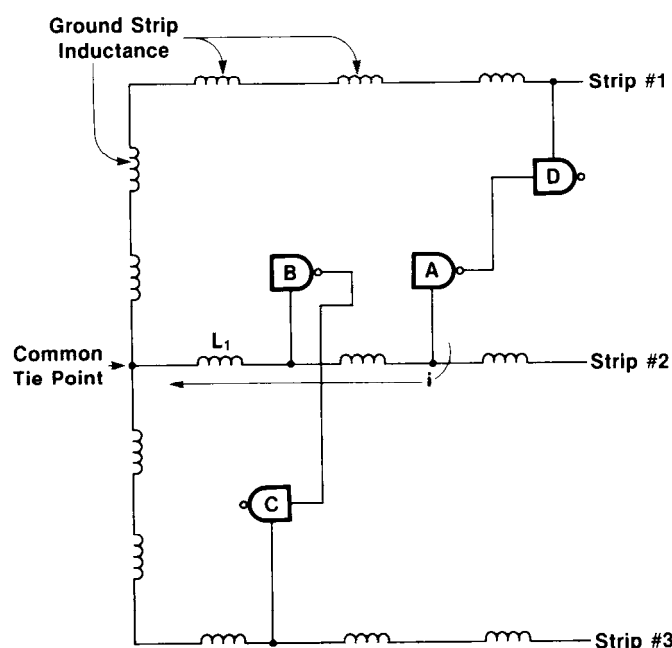 Ground Strip
Inductance
Strip #1
D
B
A
L1
Common
Tie Point
Strip #2
i
C
Strip #3